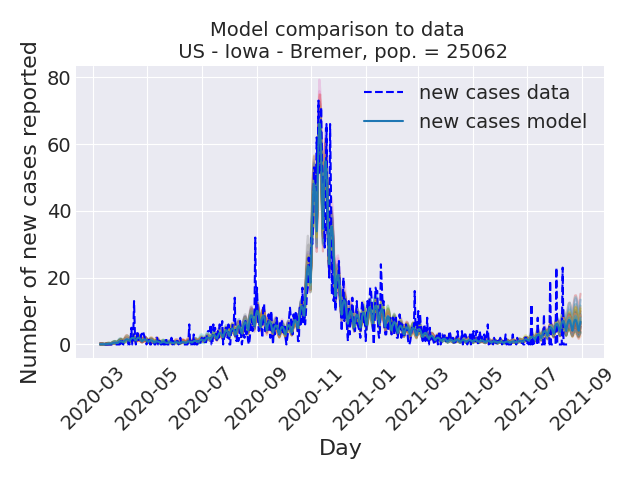 Model comparison to data
US - Iowa - Bremer, pop. = 25062
Number of new cases reported
80
60
40
20
0
new cases data
new cases model
2020-03
2020-05
2020-07
2020-09
2020-11
2021-01
2021-03
2021-05
2021-07
2021-09
Day